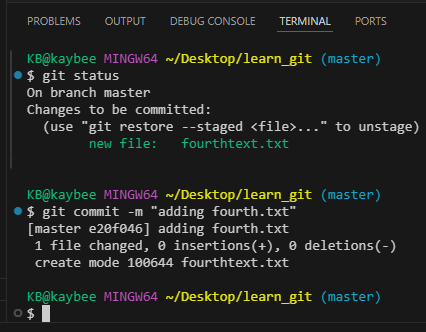 PROBLEMS OUTPUT DEBUG CONSOLE TERMINAL PORTS
KB@kaybee MINGW64 ~/Desktop/learn_git (master)
$ git status
On branch master
Changes to be committed:
  (use "git restore --staged <file>..." to unstage)
        new file:   fourthtext.txt
KB@kaybee MINGW64 ~/Desktop/learn_git (master)
$ git commit -m "adding fourth.txt"
[master e20f046] adding fourth.txt
 1 file changed, 0 insertions(+), 0 deletions(-)
 create mode 100644 fourthtext.txt
KB@kaybee MINGW64 ~/Desktop/learn_git (master)
$